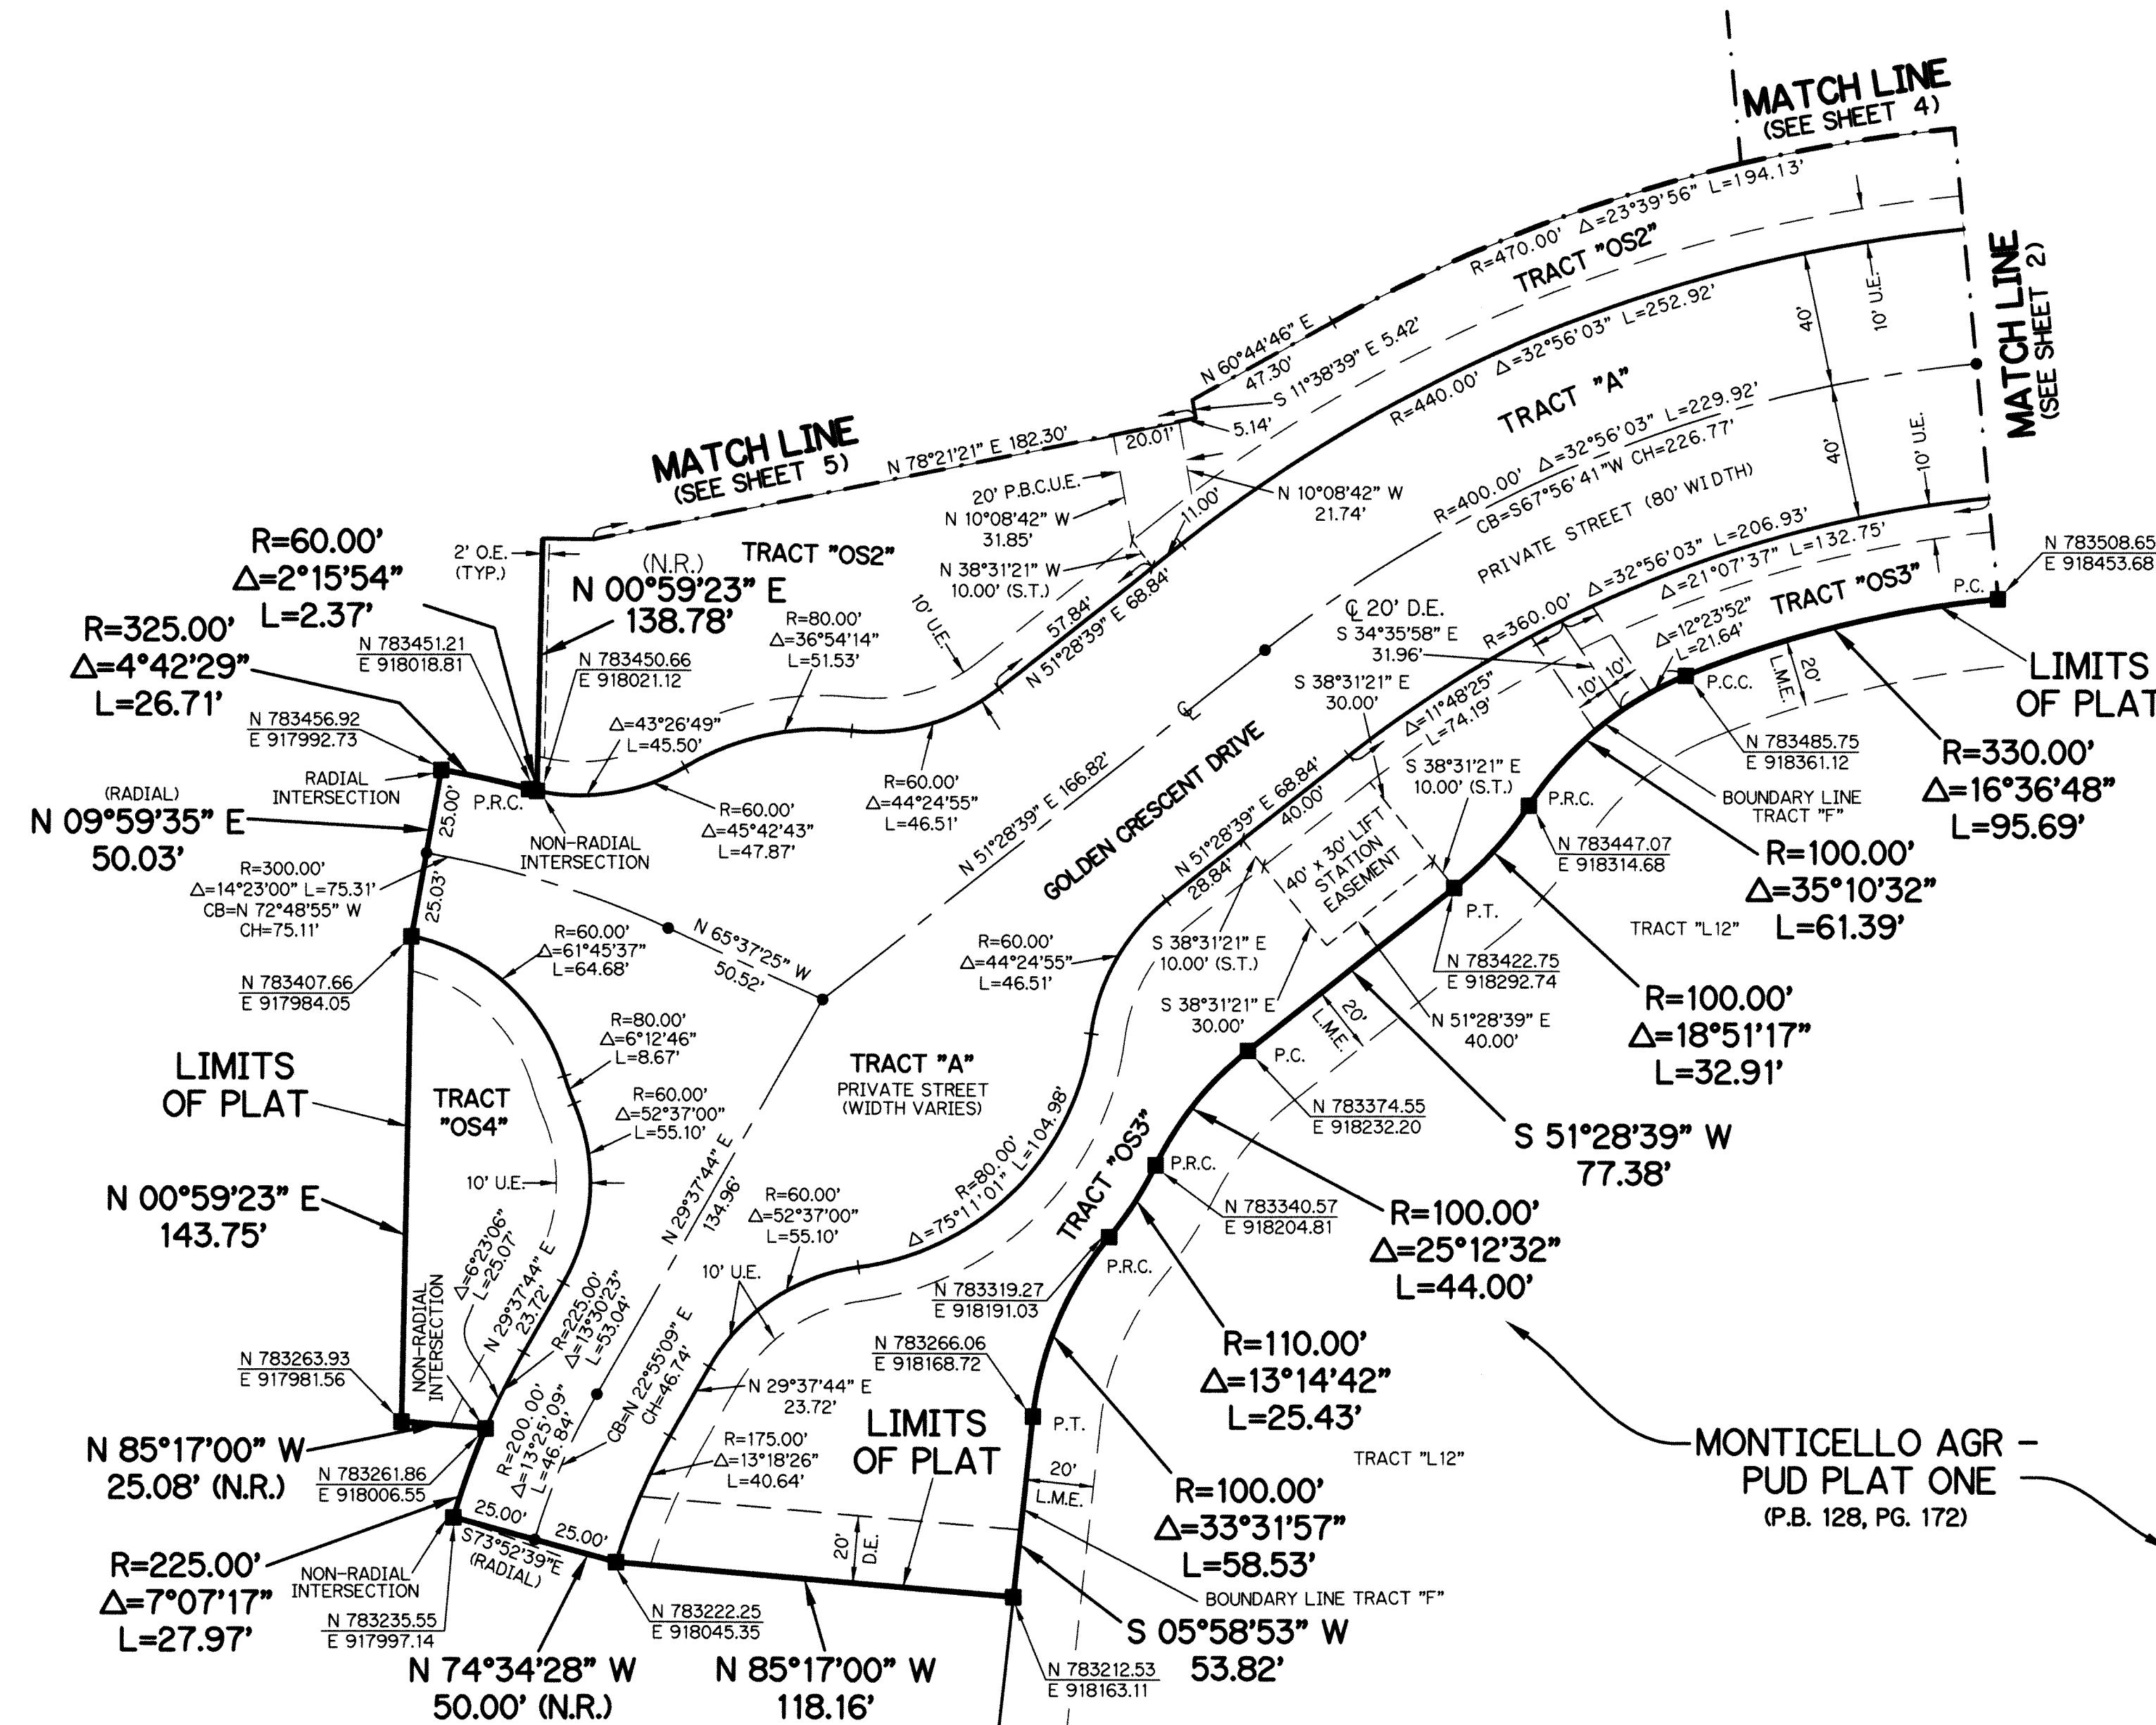 MATCH LINE
(SEE SHEET 4)
R=470.00' Δ=23°39'56" L=194.13'
TRACT "OS2"
10' U.E.
MATCH LINE
(SEE SHEET 2)
N 60°44'46" E
47.30'
S 11°38'39" E 5.42'
R=440.00' Δ=32°56'03" L=252.92'
TRACT "A"
40'
40'
10' U.E.
R=400.00' Δ=32°56'03" L=229.92'
CB=S67°56'41"W CH=226.77'
PRIVATE STREET (80' WIDTH)
MATCH LINE
(SEE SHEET 5)
N 78°21'21" E 182.30'
20.01'
5.14'
20' P.B.C.U.E.
N 10°08'42" W
31.85'
N 10°08'42" W
21.74'
11.00'
N 38°31'21" W
10.00' (S.T.)
R=360.00' Δ=32°56'03" L=206.93'
Δ=21°07'37" L=132.75'
TRACT "OS3"
P.C.
N 783508.65
E 918453.68
R=60.00'
Δ=2°15'54"
L=2.37'
2' O.E.
(TYP.)
(N.R.)
N 00°59'23" E
138.78'
TRACT "OS2"
R=325.00'
Δ=4°42'29"
L=26.71'
N 783451.21
E 918018.81
N 783450.66
E 918021.12
R=80.00'
Δ=36°54'14"
L=51.53'
10' U.E.
57.84'
N 51°28'39" E 68.84'
℄ 20' D.E.
S 34°35'58" E
31.96'
Δ=12°23'52"
L=21.64'
10'
10'
20'
L.M.E.
LIMITS
OF PLAT
P.C.C.
N 783456.92
E 917992.73
RADIAL
INTERSECTION
P.R.C.
NON-RADIAL
INTERSECTION
Δ=43°26'49"
L=45.50'
R=60.00'
Δ=45°42'43"
L=47.87'
R=60.00'
Δ=44°24'55"
L=46.51'
℄
S 38°31'21" E
30.00'
Δ=11°48'25"
L=74.19'
S 38°31'21" E
10.00' (S.T.)
N 783485.75
E 918361.12
BOUNDARY LINE
TRACT "F"
R=330.00'
Δ=16°36'48"
L=95.69'
(RADIAL)
N 09°59'35" E
50.03'
25.00'
25.03'
R=300.00'
Δ=14°23'00" L=75.31'
CB=N 72°48'55" W
CH=75.11'
N 51°28'39" E 166.82'
GOLDEN CRESCENT DRIVE
N 51°28'39" E 68.84'
28.84'
40.00'
40' x 30' LIFT
STATION
EASEMENT
P.R.C.
N 783447.07
E 918314.68
R=100.00'
Δ=35°10'32"
L=61.39'
P.T.
TRACT "L12"
N 783407.66
E 917984.05
R=60.00'
Δ=61°45'37"
L=64.68'
N 65°37'25" W
50.52'
R=60.00'
Δ=44°24'55"
L=46.51'
S 38°31'21" E
10.00' (S.T.)
S 38°31'21" E
30.00'
N 783422.75
E 918292.74
N 51°28'39" E
40.00'
R=100.00'
Δ=18°51'17"
L=32.91'
LIMITS
OF PLAT
TRACT
"OS4"
R=80.00'
Δ=6°12'46"
L=8.67'
R=60.00'
Δ=52°37'00"
L=55.10'
TRACT "A"
PRIVATE STREET
(WIDTH VARIES)
20'
L.M.E.
P.C.
N 783374.55
E 918232.20
S 51°28'39" W
77.38'
N 00°59'23" E
143.75'
10' U.E.
N 29°37'44" E
134.96'
R=60.00'
Δ=52°37'00"
L=55.10'
R=80.00'
Δ=75°11'01" L=104.98'
TRACT "OS3"
P.R.C.
N 783340.57
E 918204.81
R=100.00'
Δ=25°12'32"
L=44.00'
Δ=6°23'06"
L=25.07'
N 29°37'44" E
23.72'
R=225.00'
Δ=13°30'23"
L=53.04'
10' U.E.
P.R.C.
N 783319.27
E 918191.03
N 783266.06
E 918168.72
R=110.00'
Δ=13°14'42"
L=25.43'
N 783263.93
E 917981.56
NON-RADIAL
INTERSECTION
R=200.00'
Δ=13°25'09"
L=46.84'
CB=N 22°55'09" E
CH=46.74'
N 29°37'44" E
23.72'
R=175.00'
Δ=13°18'26"
L=40.64'
LIMITS
OF PLAT
P.T.
20'
L.M.E.
TRACT "L12"
MONTICELLO AGR -
PUD PLAT ONE
(P.B. 128, PG. 172)
N 85°17'00" W
25.08' (N.R.)
N 783261.86
E 918006.55
25.00'
25.00'
S73°52'39"E
(RADIAL)
20'
D.E.
R=100.00'
Δ=33°31'57"
L=58.53'
R=225.00'
Δ=7°07'17"
L=27.97'
NON-RADIAL
INTERSECTION
N 783235.55
E 917997.14
N 783222.25
E 918045.35
BOUNDARY LINE TRACT "F"
S 05°58'53" W
53.82'
N 74°34'28" W
50.00' (N.R.)
N 85°17'00" W
118.16'
N 783212.53
E 918163.11